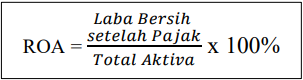 Laba Bersih
setelah Pajak
ROA = x 100%
Total Aktiva